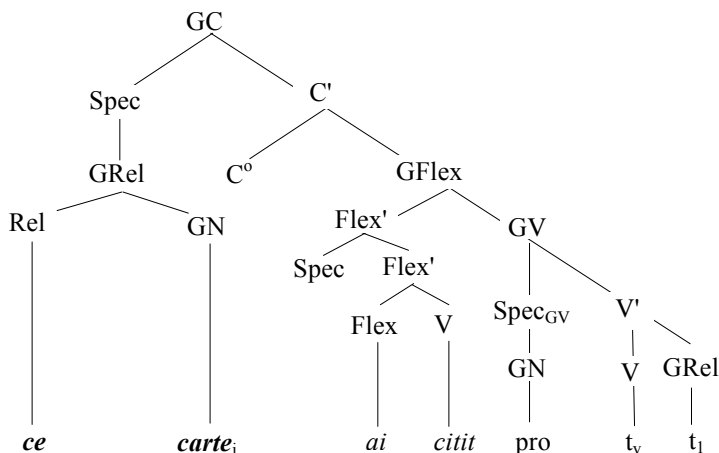 GC
Spec C'
GRel Cº GFlex
Rel GN Flex' GV
Spec Flex' Spec_GV V'
Flex V GN V GRel
ce carte_i ai citit pro t_v t_1